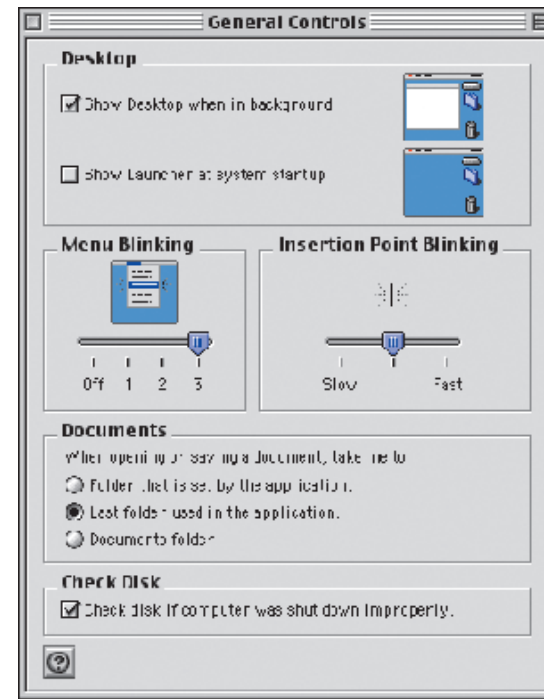 General Controls
Desktop
Show Desktop when in background
Show Launcher at system startup
Menu Blinking
Off 1 2 3
Insertion Point Blinking
Slow Fast
Documents
When opening or saving a document, take me to
Folder that is set by the application.
Last folder used in the application.
Documents folder
Check Disk
Check disk if computer was shut down improperly.